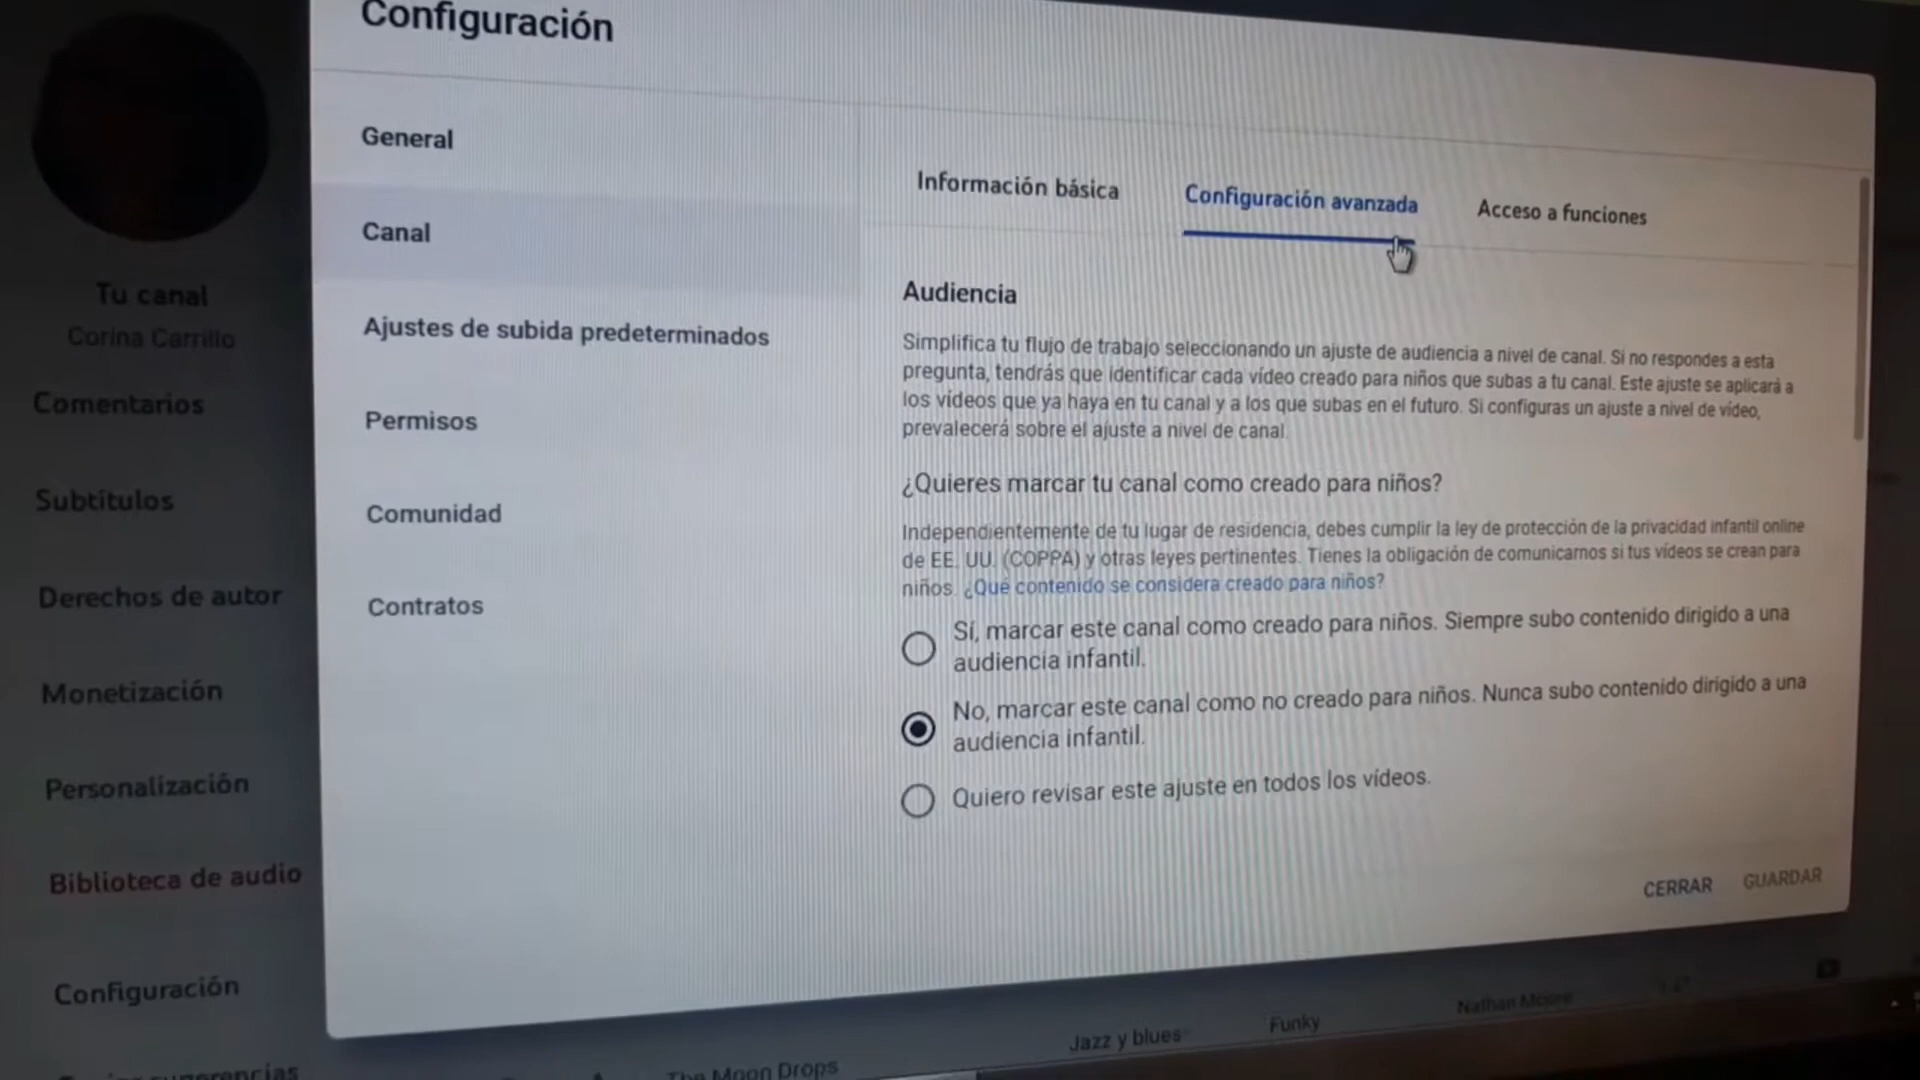 Configuración
General
Canal
Ajustes de subida predeterminados
Permisos
Comunidad
Contratos
Información básica
Configuración avanzada
Acceso a funciones
Audiencia
Simplifica tu flujo de trabajo seleccionando un ajuste de audiencia a nivel de canal. Si no respondes a esta
pregunta, tendrás que identificar cada vídeo creado para niños que subas a tu canal. Este ajuste se aplicará a
los vídeos que ya haya en tu canal y a los que subas en el futuro. Si configuras un ajuste a nivel de vídeo,
prevalecerá sobre el ajuste a nivel de canal.
¿Quieres marcar tu canal como creado para niños?
Independientemente de tu lugar de residencia, debes cumplir la ley de protección de la privacidad infantil online
de EE. UU. (COPPA) y otras leyes pertinentes. Tienes la obligación de comunicarnos si tus vídeos se crean para
niños. ¿Qué contenido se considera creado para niños?
Sí, marcar este canal como creado para niños. Siempre subo contenido dirigido a una
audiencia infantil.
No, marcar este canal como no creado para niños. Nunca subo contenido dirigido a una
audiencia infantil.
Quiero revisar este ajuste en todos los vídeos.
CERRAR
GUARDAR
Tu canal
Corina Carrillo
Comentarios
Subtítulos
Derechos de autor
Monetización
Personalización
Biblioteca de audio
Configuración
sugerencias
The Moon Drops
Jazz y blues
Funky
Nathan Moore